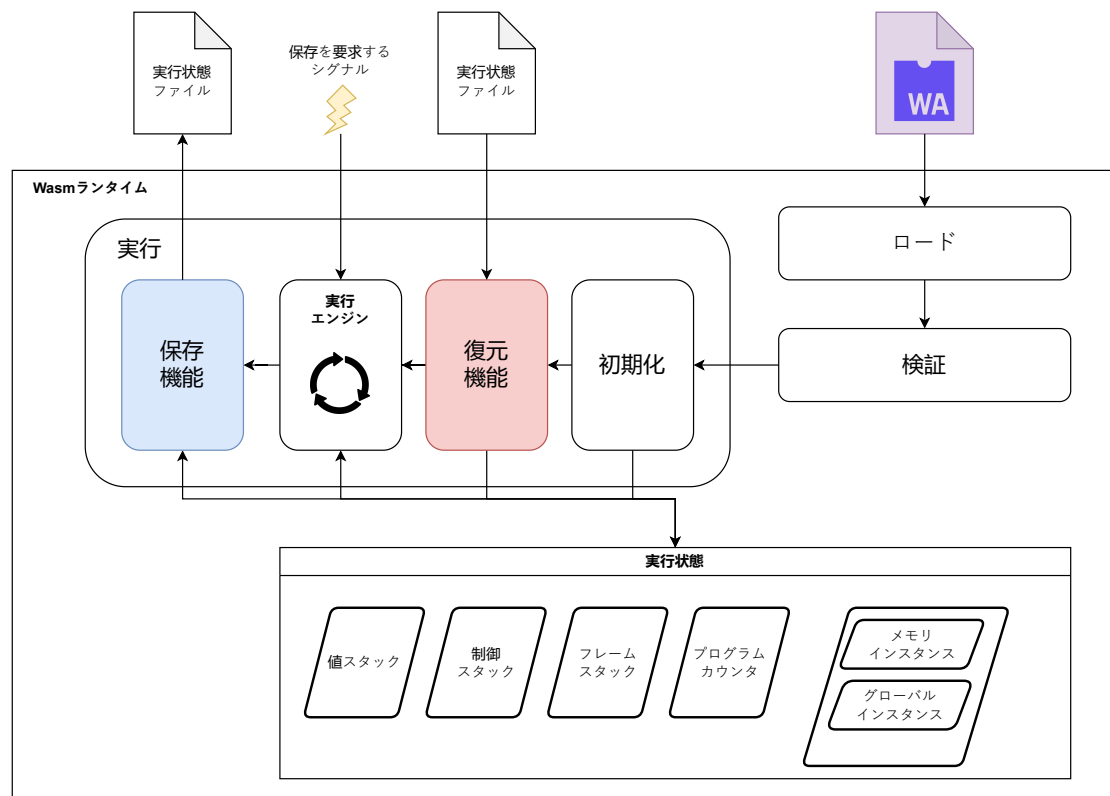 実行状態
ファイル
保存を要求する
シグナル
実行状態
ファイル
WA
Wasmランタイム
ロード
実行
実行
エンジン
保存
機能
復元
機能
初期化
検証
実行状態
値スタック
制御
スタック
フレーム
スタック
プログラム
カウンタ
メモリ
インスタンス
グローバル
インスタンス